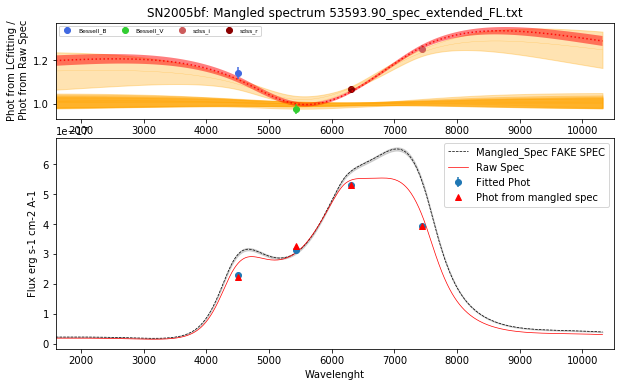 SN2005bf: Mangled spectrum 53593.90_spec_extended_FL.txt
Phot from LCfitting /
Phot from Raw Spec
Bessell_B
Bessell_V
sdss_i
sdss_r
1.2
1.0
2000 3000 4000 5000 6000 7000 8000 9000 10000
1e−17
Mangled_Spec FAKE SPEC
Raw Spec
Fitted Phot
Phot from mangled spec
Flux erg s-1 cm-2 A-1
6
5
4
3
2
1
0
2000 3000 4000 5000 6000 7000 8000 9000 10000
Wavelenght